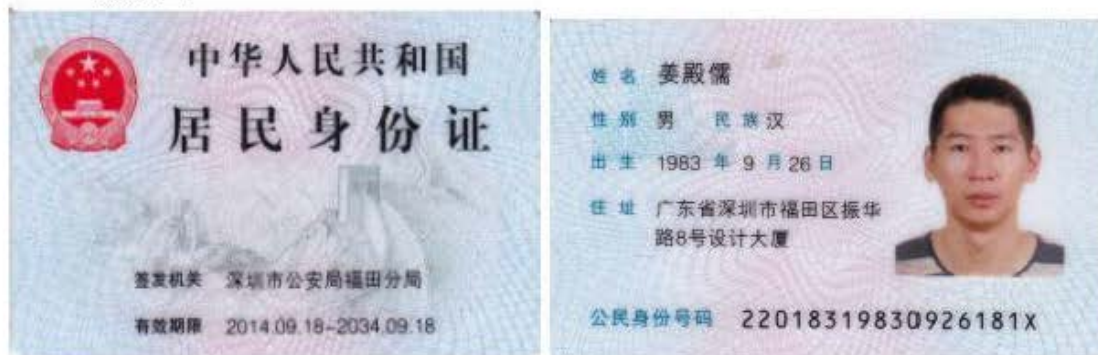 中华人民共和国
居民身份证
签发机关 深圳市公安局福田分局
有效期限 2014.09.18-2034.09.18
姓名 姜殿儒
性别 男 民族 汉
出生 1983 年 9 月 26 日
住址 广东省深圳市福田区振华
路8号设计大厦
公民身份号码 22018319830926181X